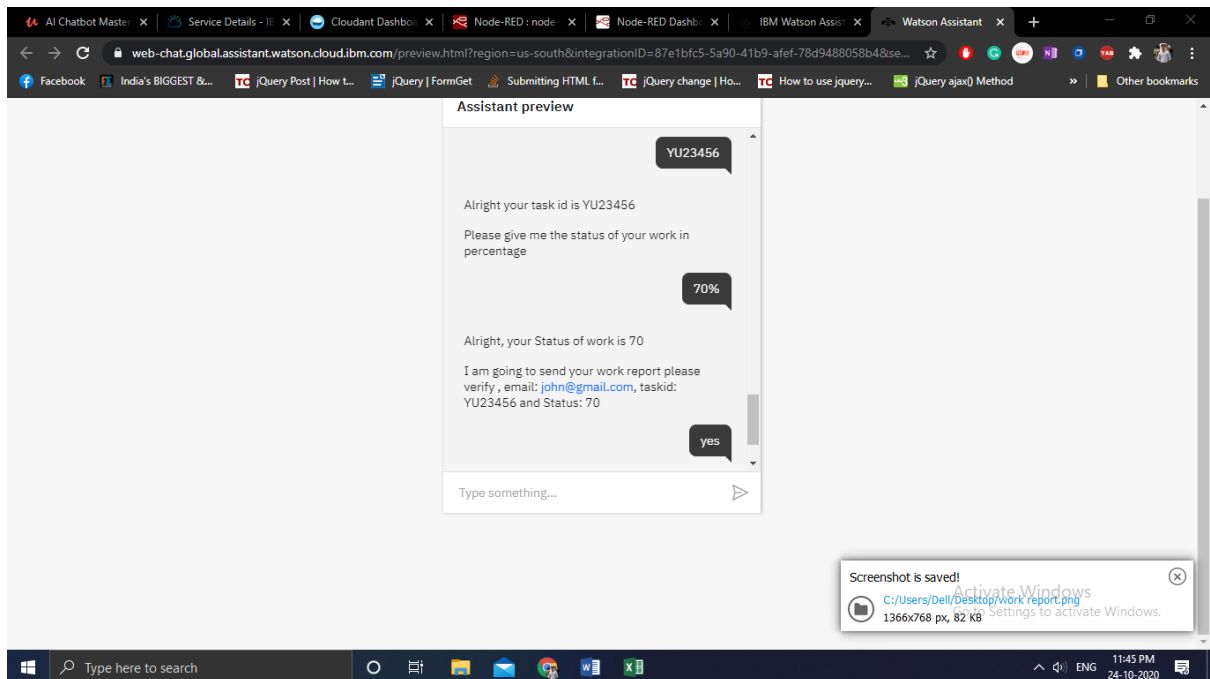 AI Chatbot Master
Service Details - IE
Cloudant Dashboa
Node-RED : node-
Node-RED Dashbo
IBM Watson Assist
Watson Assistant
web-chat.global.assistant.watson.cloud.ibm.com/preview.html?region=us-south&integrationID=87e1bfc5-5a90-41b9-afef-78d9488058b4&se...
Facebook
India's BIGGEST &...
TC jQuery Post | How t...
jQuery | FormGet
Submitting HTML f...
TC jQuery change | Ho...
TC How to use jquery...
jQuery ajax() Method
»
Other bookmarks
Assistant preview
YU23456
Alright your task id is YU23456
Please give me the status of your work in
percentage
70%
Alright, your Status of work is 70
I am going to send your work report please
verify , email: john@gmail.com, taskid:
YU23456 and Status: 70
yes
Type something...
Screenshot is saved!
C:/Users/Dell/Desktop/work report.png
1366x768 px, 82 KB
Activate Windows
Go to Settings to activate Windows.
Type here to search
ENG
11:45 PM
24-10-2020